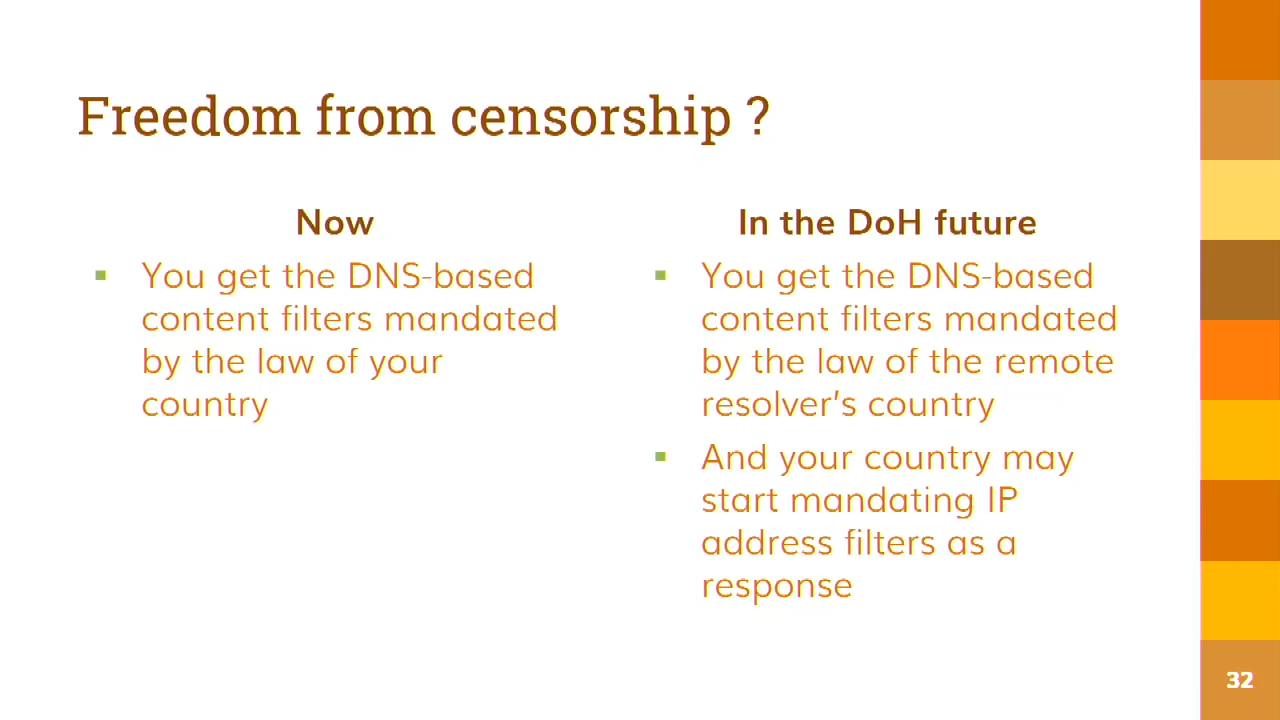 Freedom from censorship ?
Now
You get the DNS-based
content filters mandated
by the law of your
country
In the DoH future
You get the DNS-based
content filters mandated
by the law of the remote
resolver’s country
And your country may
start mandating IP
address filters as a
response
32